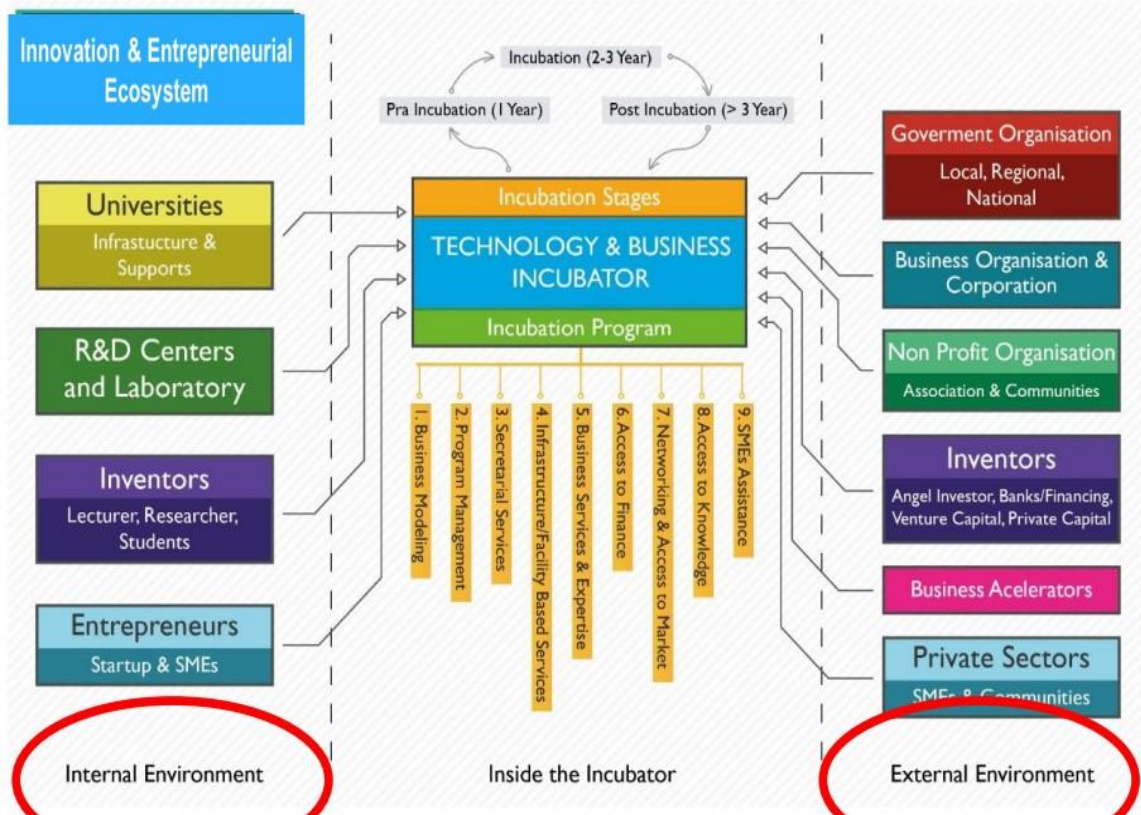 Innovation & Entrepreneurial
Ecosystem
Incubation (2-3 Year)
Pra Incubation (1 Year)
Post Incubation (> 3 Year)
Universities
Infrastucture &
Supports
R&D Centers
and Laboratory
Inventors
Lecturer, Researcher,
Students
Entrepreneurs
Startup & SMEs
Internal Environment
Incubation Stages
TECHNOLOGY & BUSINESS
INCUBATOR
Incubation Program
1. Business Modeling
2. Program Management
3. Secretarial Services
4. Infrastructure/Facility Based Services
5. Business Services & Expertise
6. Access to Finance
7. Networking & Access to Market
8. Access to Knowledge
9. SMEs Assistance
Inside the Incubator
Goverment Organisation
Local, Regional,
National
Business Organisation &
Corporation
Non Profit Organisation
Association & Communities
Inventors
Angel Investor, Banks/Financing,
Venture Capital, Private Capital
Business Acelerators
Private Sectors
SMEs & Communities
External Environment